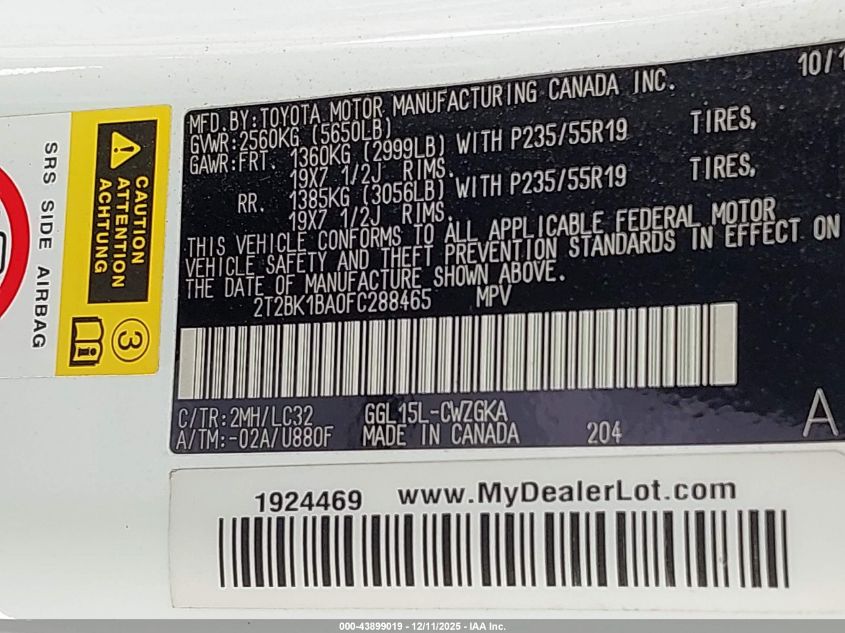 10/1
MFD. BY: TOYOTA MOTOR MANUFACTURING CANADA INC.
GVWR: 2560KG (5650LB)
GAWR: FRT. 1360KG (2999LB) WITH P235/55R19 TIRES,
19X7 1/2J RIMS.
RR. 1385KG (3056LB) WITH P235/55R19 TIRES,
19X7 1/2J RIMS.
THIS VEHICLE CONFORMS TO ALL APPLICABLE FEDERAL MOTOR
VEHICLE SAFETY AND THEFT PREVENTION STANDARDS IN EFFECT ON
THE DATE OF MANUFACTURE SHOWN ABOVE.
2T2BK1BA0FC288465 MPV
C/TR: 2MH/LC32 GGL15L-CWZGKA
A/TM: -02A/U880F MADE IN CANADA 204
A
CAUTION
ATTENTION
ACHTUNG
3
SRS SIDE AIRBAG
1924469 www.MyDealerLot.com
000-43899019 - 12/11/2025 - IAA Inc.